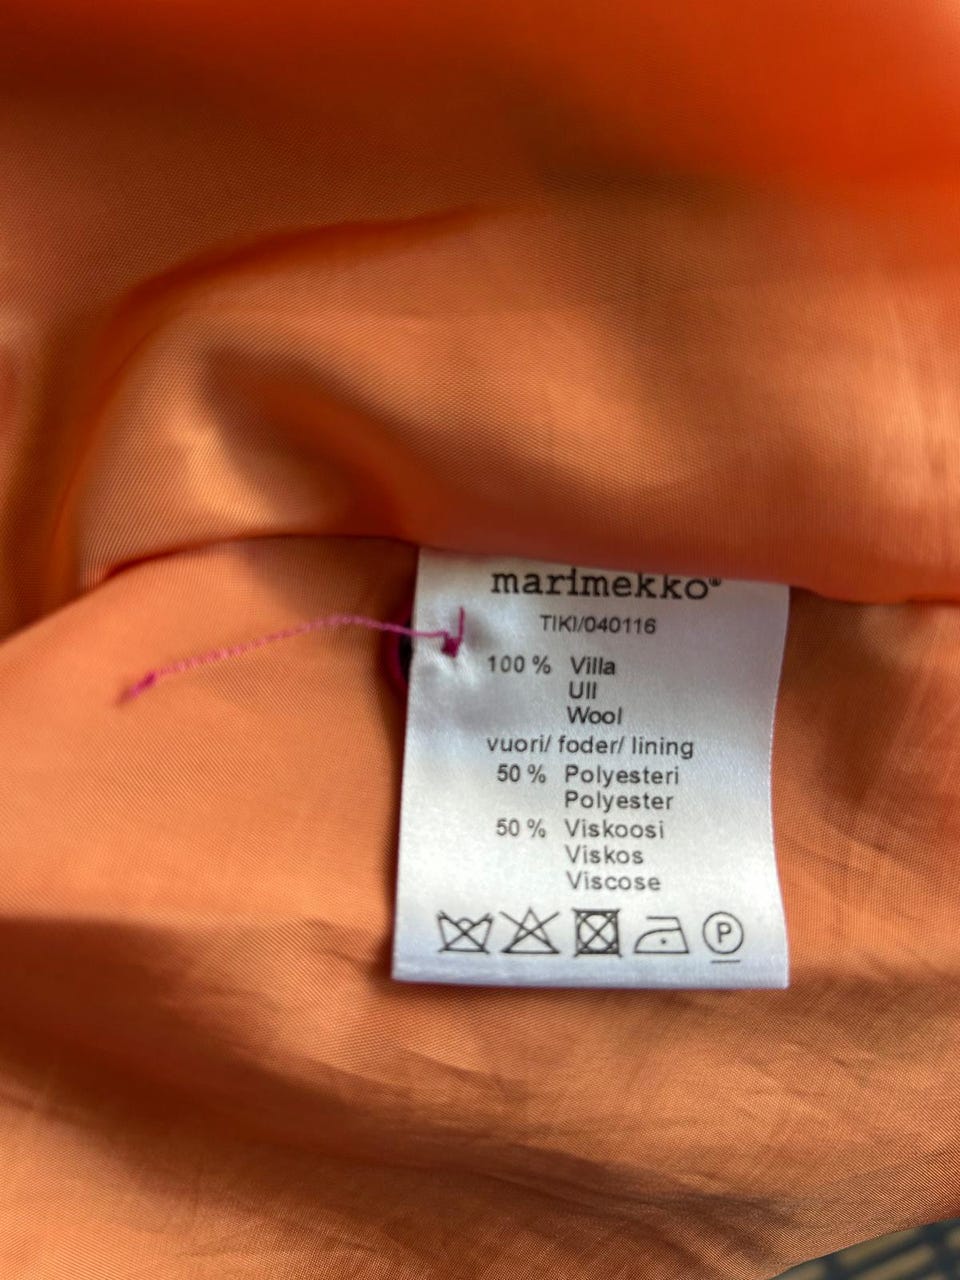 marimekko®
TIKI/040116
100 % Villa
Ull
Wool
vuori/ foder/ lining
50 % Polyesteri
Polyester
50 % Viskoosi
Viskos
Viscose
P